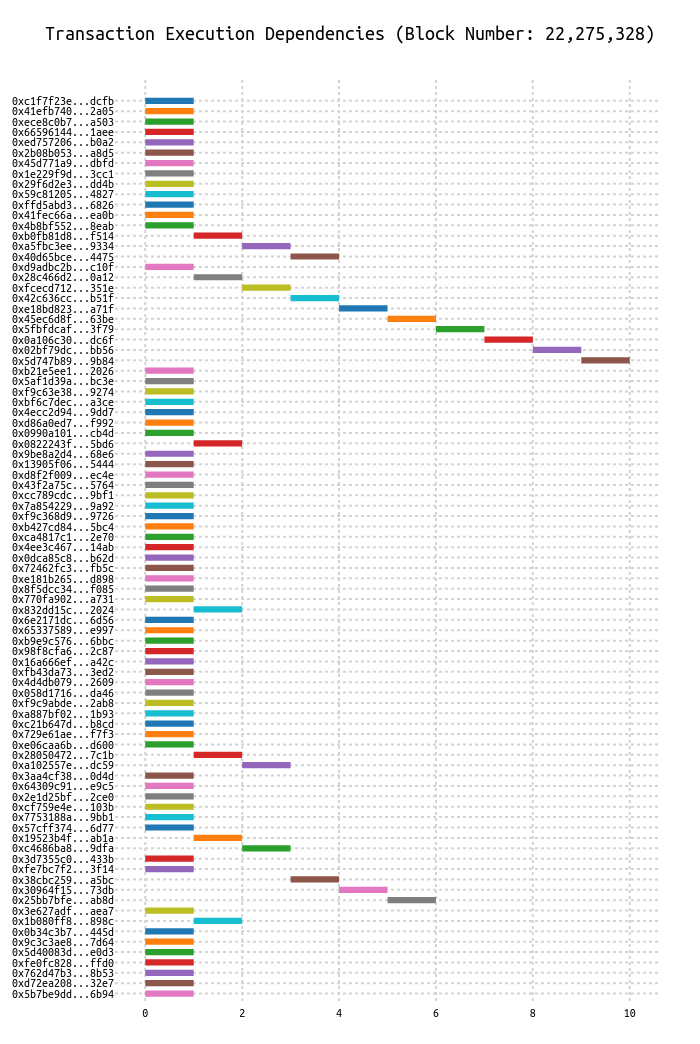 Transaction Execution Dependencies (Block Number: 22,275,328)
0xc1f7f23e...dcfb
0x41efb740...2a05
0xece8c0b7...a503
0x66596144...1aee
0xed757206...b0a2
0x2b08b053...a8d5
0x45d771a9...dbfd
0x1e229f9d...3cc1
0x29f6d2e3...dd4b
0x59c81205...4827
0xffd5abd3...6826
0x41fec66a...ea0b
0x4b8bf552...8eab
0xb0fb81d8...f514
0xa5fbc3ee...9334
0x40d65bce...4475
0xd9adbc2b...c10f
0x28c466d2...0a12
0xfcecd712...351e
0x42c636cc...b51f
0xe18bd823...a71f
0x45ec6d8f...63be
0x5fbfdcaf...3f79
0x0a106c30...dc6f
0x02bf79dc...bb56
0x5d747b89...9b84
0xb21e5ee1...2026
0x5af1d39a...bc3e
0xf9c63e38...9274
0xbf6c7dec...a3ce
0x4ecc2d94...9dd7
0xd86a0ed7...f992
0x0990a101...cb4d
0x0822243f...5bd6
0x9be8a2d4...68e6
0x13905f06...5444
0xd8f2f009...ec4e
0x43f2a75c...5764
0xcc789cdc...9bf1
0x7a854229...9a92
0xf9c368d9...9726
0xb427cd84...5bc4
0xca4817c1...2e70
0x4ee3c467...14ab
0x0dca85c8...b62d
0x72462fc3...fb5c
0xe181b265...d898
0x8f5dcc34...f085
0x770fa902...a731
0x832dd15c...2024
0x6e2171dc...6d56
0x65337589...e997
0xb9e9c576...6bbc
0x98f8cfa6...2c87
0x16a666ef...a42c
0xfb43da73...3ed2
0x4d4db079...2609
0x058d1716...da46
0xf9c9abde...2ab8
0xa887bf02...1b93
0xc21b647d...b8cd
0x729e61ae...f7f3
0xe06caa6b...d600
0x28050472...7c1b
0xa102557e...dc59
0x3aa4cf38...0d4d
0x64309c91...e9c5
0x2e1d25bf...2ce0
0xcf759e4e...103b
0x7753188a...9bb1
0x57cff374...6d77
0x19523b4f...ab1a
0xc4686ba8...9dfa
0x3d7355c0...433b
0xfe7bc7f2...3f14
0x38cbc259...a5bc
0x30964f15...73db
0x25bb7bfe...ab8d
0x3e627adf...aea7
0x1b080ff8...898c
0x0b34c3b7...445d
0x9c3c3ae8...7d64
0x5d40083d...e0d3
0xfe0fc828...ffd0
0x762d47b3...8b53
0xd72ea208...32e7
0x5b7be9dd...6b94
0 2 4 6 8 10